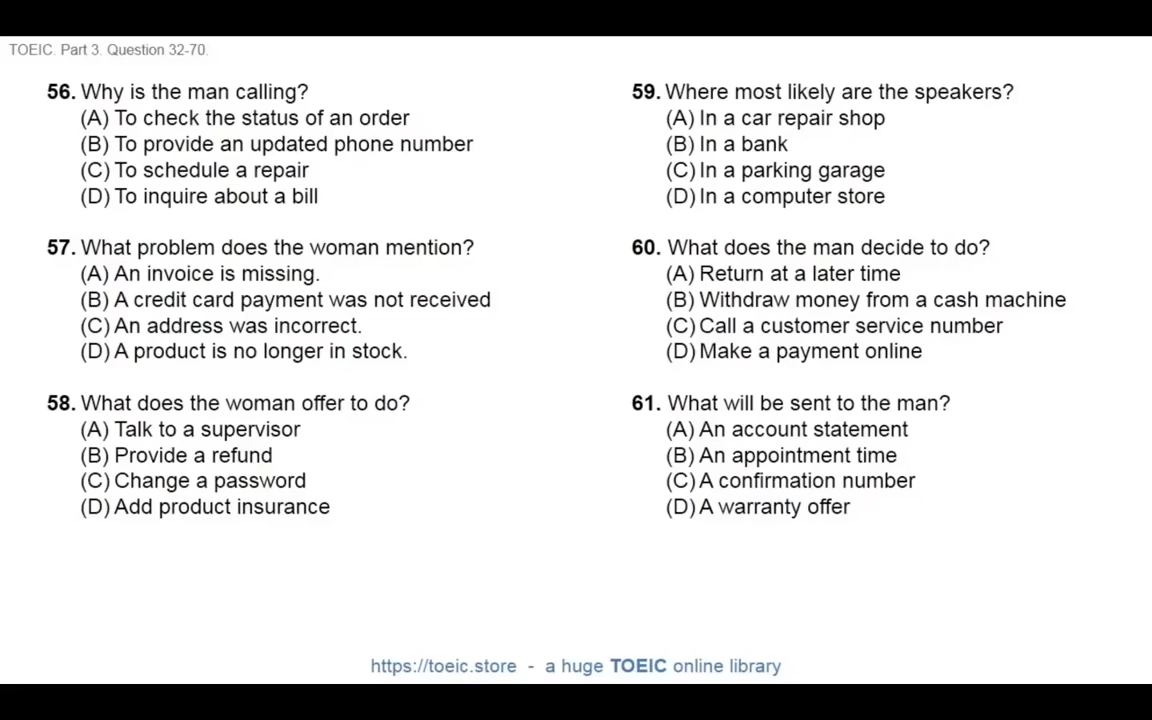 TOEIC. Part 3. Question 32-70.
56. Why is the man calling?
(A) To check the status of an order
(B) To provide an updated phone number
(C) To schedule a repair
(D) To inquire about a bill
57. What problem does the woman mention?
(A) An invoice is missing.
(B) A credit card payment was not received
(C) An address was incorrect.
(D) A product is no longer in stock.
58. What does the woman offer to do?
(A) Talk to a supervisor
(B) Provide a refund
(C) Change a password
(D) Add product insurance
59. Where most likely are the speakers?
(A) In a car repair shop
(B) In a bank
(C) In a parking garage
(D) In a computer store
60. What does the man decide to do?
(A) Return at a later time
(B) Withdraw money from a cash machine
(C) Call a customer service number
(D) Make a payment online
61. What will be sent to the man?
(A) An account statement
(B) An appointment time
(C) A confirmation number
(D) A warranty offer
https://toeic.store - a huge TOEIC online library